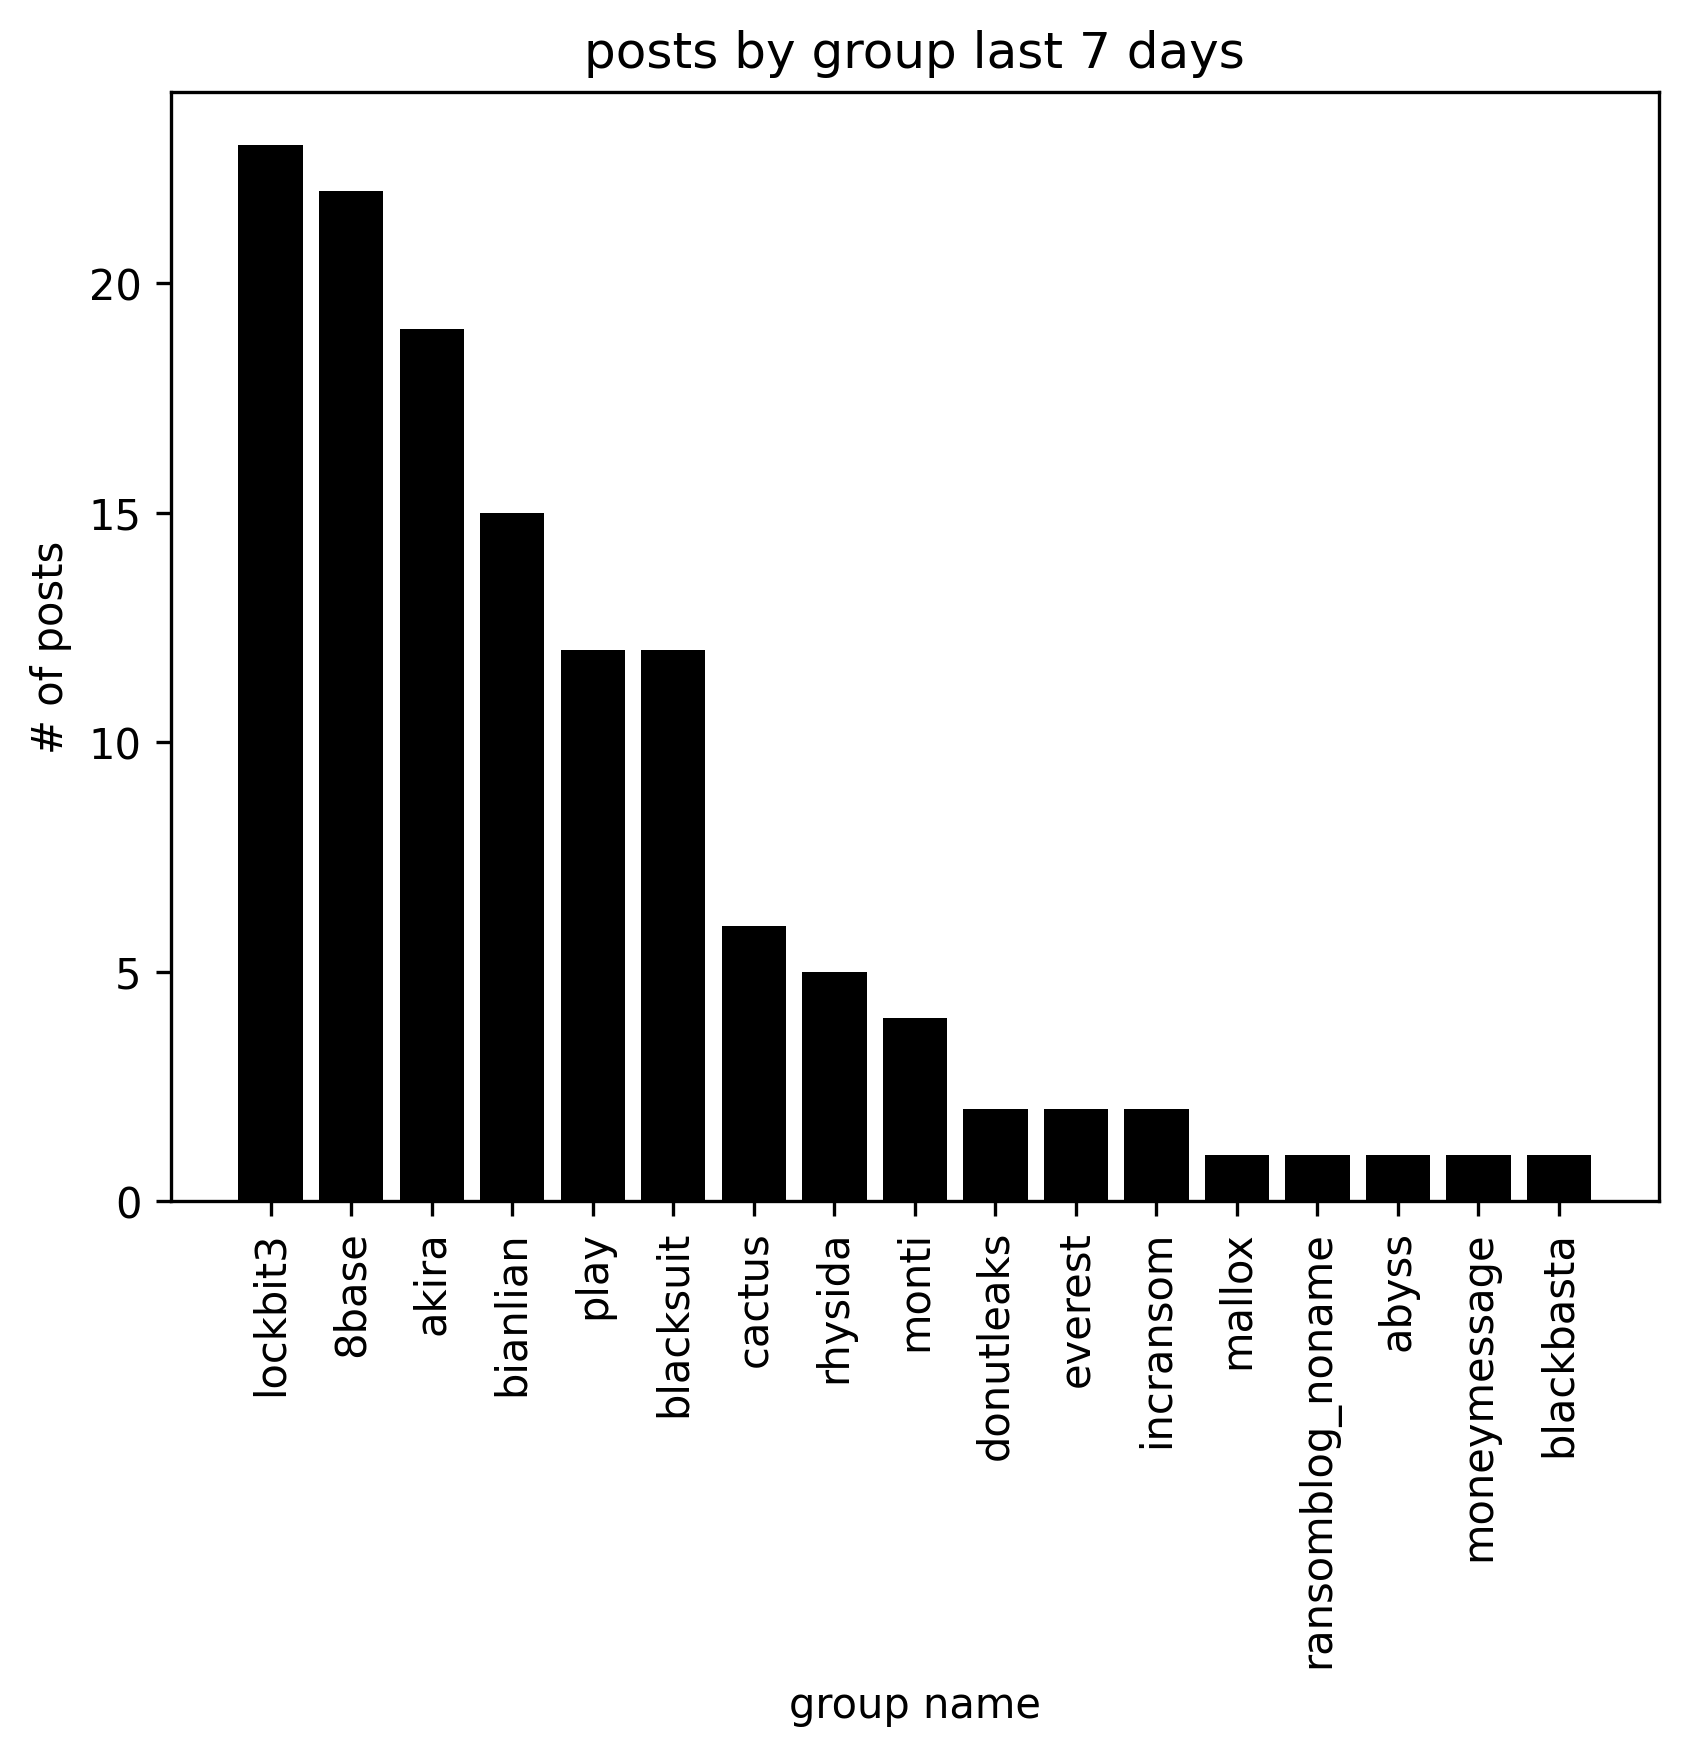 posts by group last 7 days
# of posts
20
15
10
5
0
lockbit3
8base
akira
bianlian
play
blacksuit
cactus
rhysida
monti
donutleaks
everest
incransom
mallox
ransomblog_noname
abyss
moneymessage
blackbasta
group name